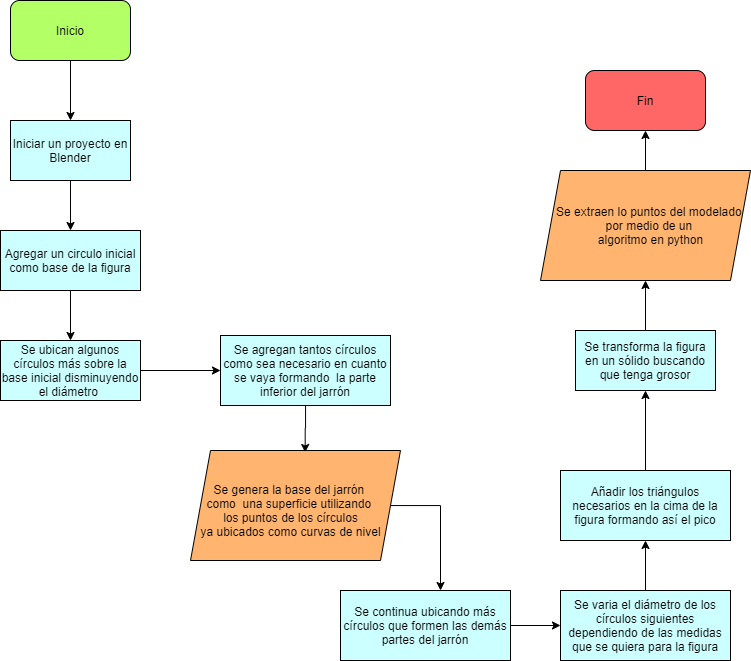 Inicio
Iniciar un proyecto en
Blender
Agregar un circulo inicial
como base de la figura
Se ubican algunos
círculos más sobre la
base inicial disminuyendo
el diámetro
Se agregan tantos círculos
como sea necesario en cuanto
se vaya formando la parte
inferior del jarrón
Se genera la base del jarrón
como una superficie utilizando
los puntos de los círculos
ya ubicados como curvas de nivel
Se continua ubicando más
círculos que formen las demás
partes del jarrón
Se varia el diámetro de los
círculos siguientes
dependiendo de las medidas
que se quiera para la figura
Añadir los triángulos
necesarios en la cima de la
figura formando así el pico
Se transforma la figura
en un sólido buscando
que tenga grosor
Se extraen lo puntos del modelado
por medio de un
algoritmo en python
Fin